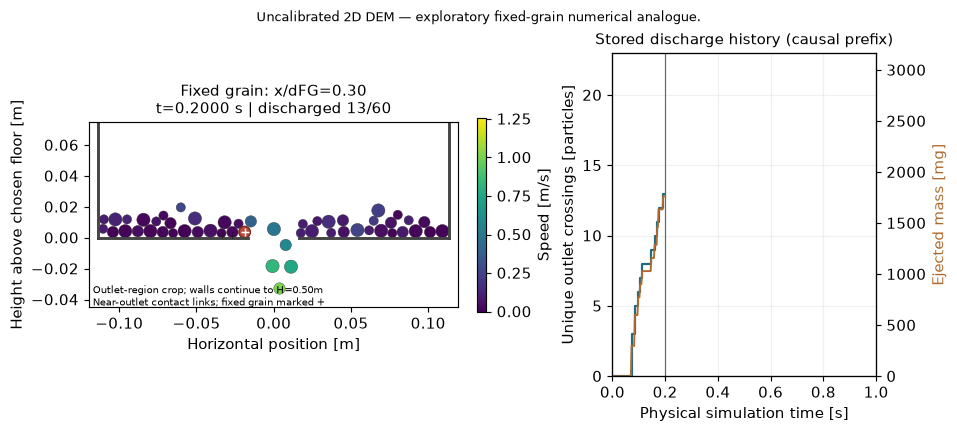 Uncalibrated 2D DEM — exploratory fixed-grain numerical analogue.
Fixed grain: x/dFG=0.30
t=0.2000 s | discharged 13/60
Height above chosen floor [m]
0.06
0.04
0.02
0.00
−0.02
−0.04
Outlet-region crop; walls continue to H=0.50m
Near-outlet contact links; fixed grain marked +
−0.10
−0.05
0.00
0.05
0.10
Horizontal position [m]
1.25
1.00
0.75
0.50
0.25
0.00
Speed [m/s]
Stored discharge history (causal prefix)
Unique outlet crossings [particles]
20
15
10
5
0
0.0
0.2
0.4
0.6
0.8
1.0
Physical simulation time [s]
3000
2500
2000
1500
1000
500
0
Ejected mass [mg]